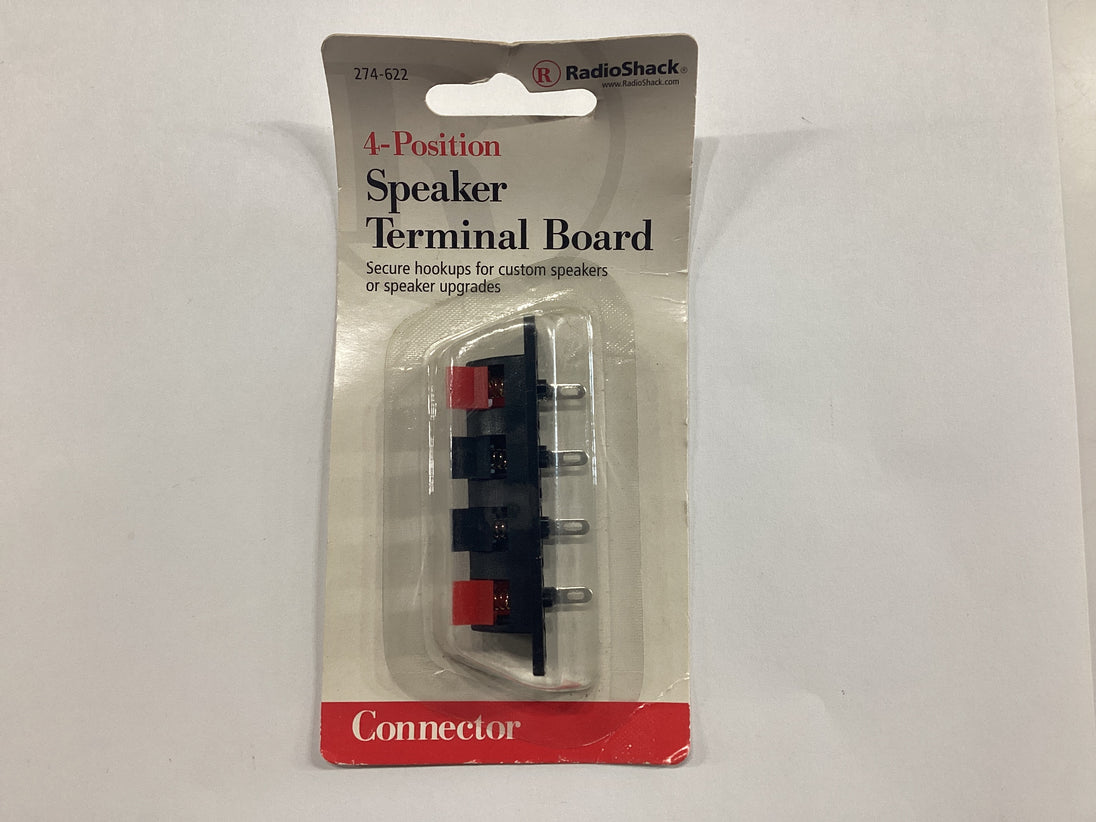 274-622
R RadioShack®
www.RadioShack.com
4-Position
Speaker
Terminal Board
Secure hookups for custom speakers
or speaker upgrades
Connector